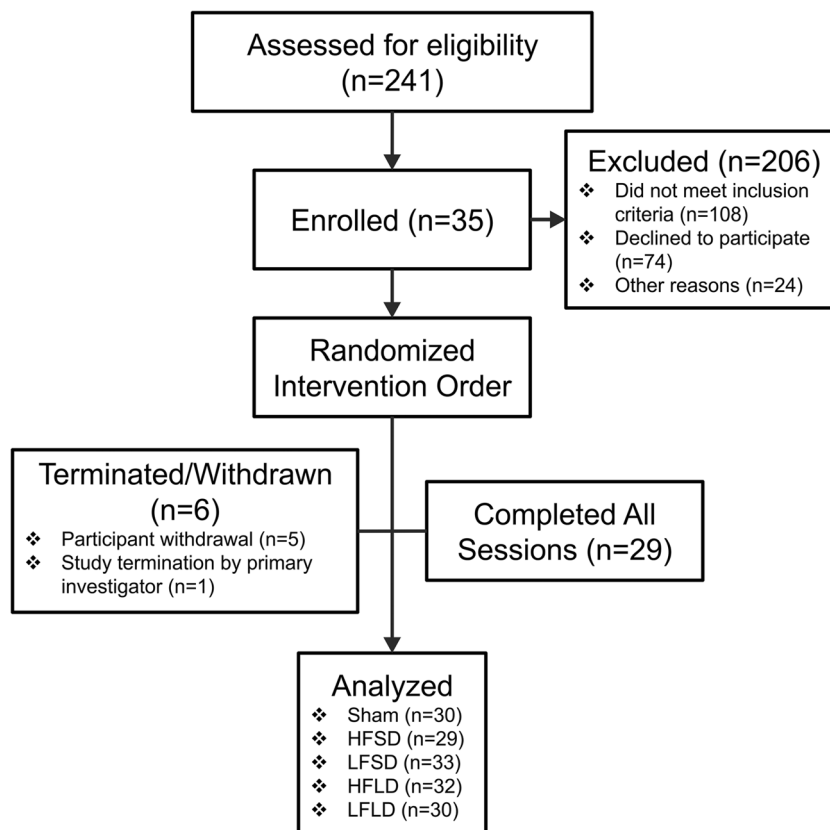 Assessed for eligibility
(n=241)
Enrolled (n=35)
Excluded (n=206)
❖ Did not meet inclusion
criteria (n=108)
❖ Declined to participate
(n=74)
❖ Other reasons (n=24)
Randomized
Intervention Order
Terminated/Withdrawn
(n=6)
❖ Participant withdrawal (n=5)
❖ Study termination by primary
investigator (n=1)
Completed All
Sessions (n=29)
Analyzed
❖ Sham (n=30)
❖ HFSD (n=29)
❖ LFSD (n=33)
❖ HFLD (n=32)
❖ LFLD (n=30)